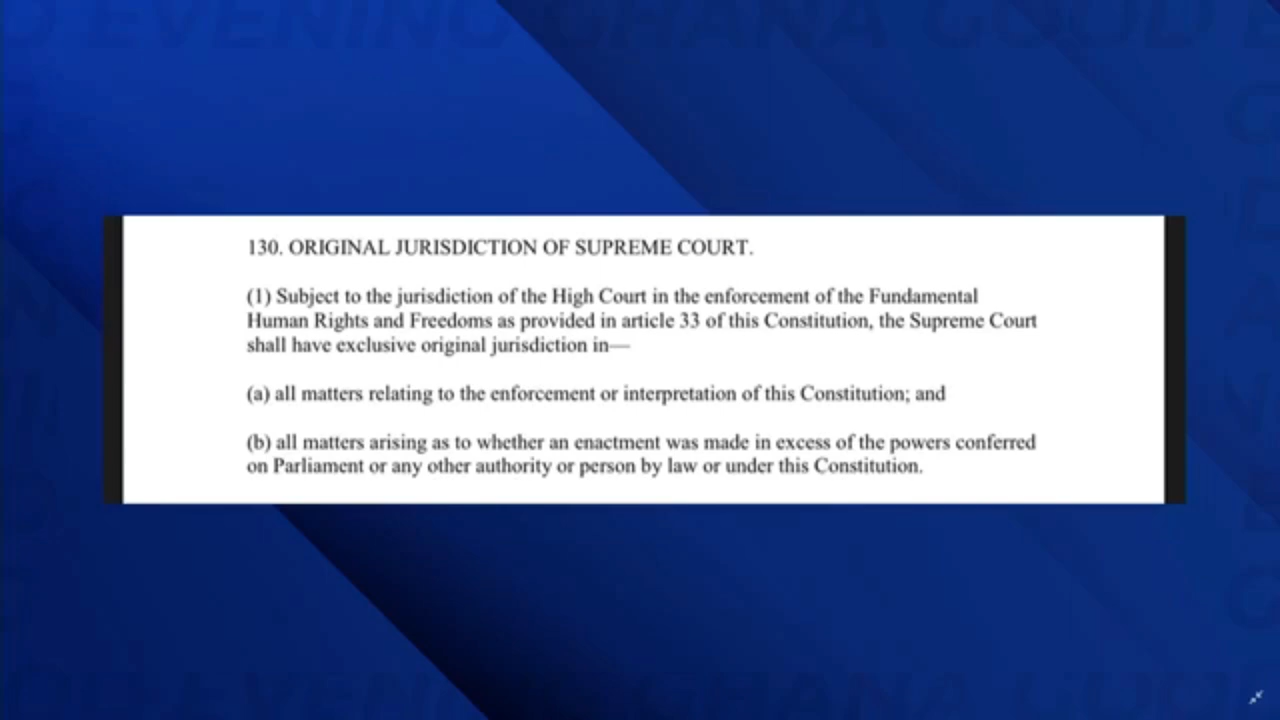 D EVENING GHANA GOOD E
130. ORIGINAL JURISDICTION OF SUPREME COURT.
(1) Subject to the jurisdiction of the High Court in the enforcement of the Fundamental
Human Rights and Freedoms as provided in article 33 of this Constitution, the Supreme Court
shall have exclusive original jurisdiction in—
(a) all matters relating to the enforcement or interpretation of this Constitution; and
(b) all matters arising as to whether an enactment was made in excess of the powers conferred
on Parliament or any other authority or person by law or under this Constitution.